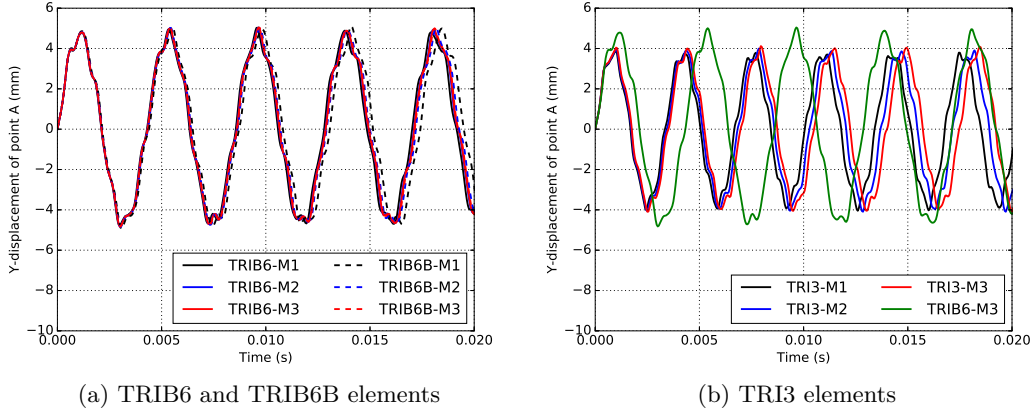 6
4
2
0
−2
−4
−6
−8
−10
Y-displacement of point A (mm)
TRIB6-M1
TRIB6-M2
TRIB6-M3
TRIB6B-M1
TRIB6B-M2
TRIB6B-M3
0.000 0.005 0.010 0.015 0.020
Time (s)
(a) TRIB6 and TRIB6B elements
6
4
2
0
−2
−4
−6
−8
−10
Y-displacement of point A (mm)
TRI3-M1
TRI3-M2
TRI3-M3
TRIB6-M3
0.000 0.005 0.010 0.015 0.020
Time (s)
(b) TRI3 elements